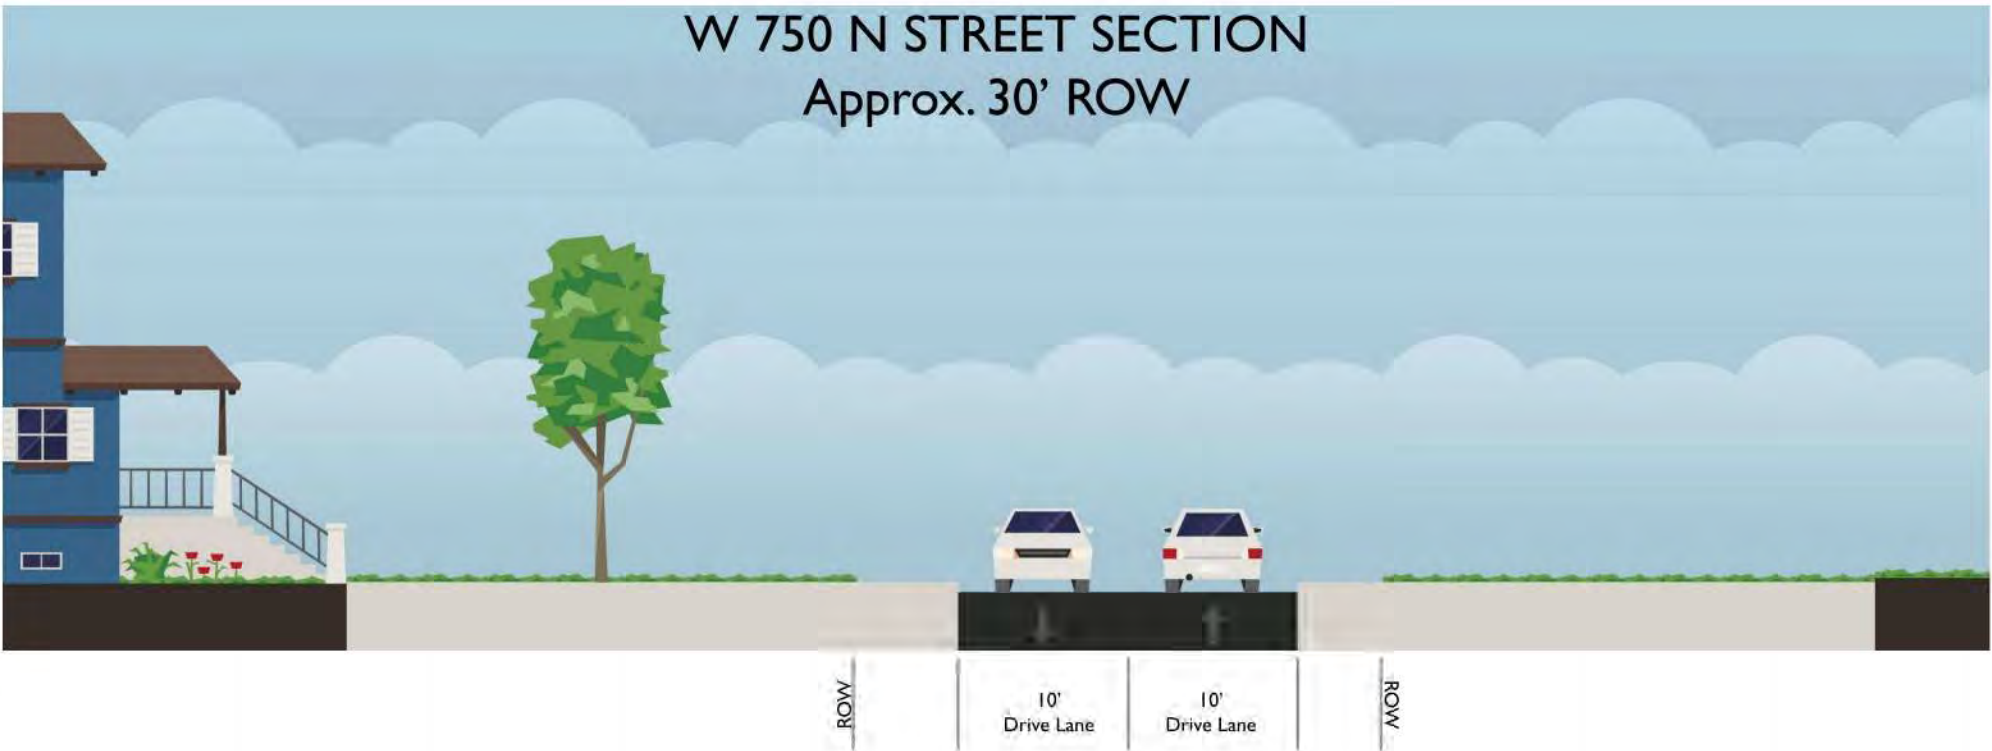 W 750 N STREET SECTION
Approx. 30’ ROW
ROW
10’
Drive Lane
10’
Drive Lane
ROW